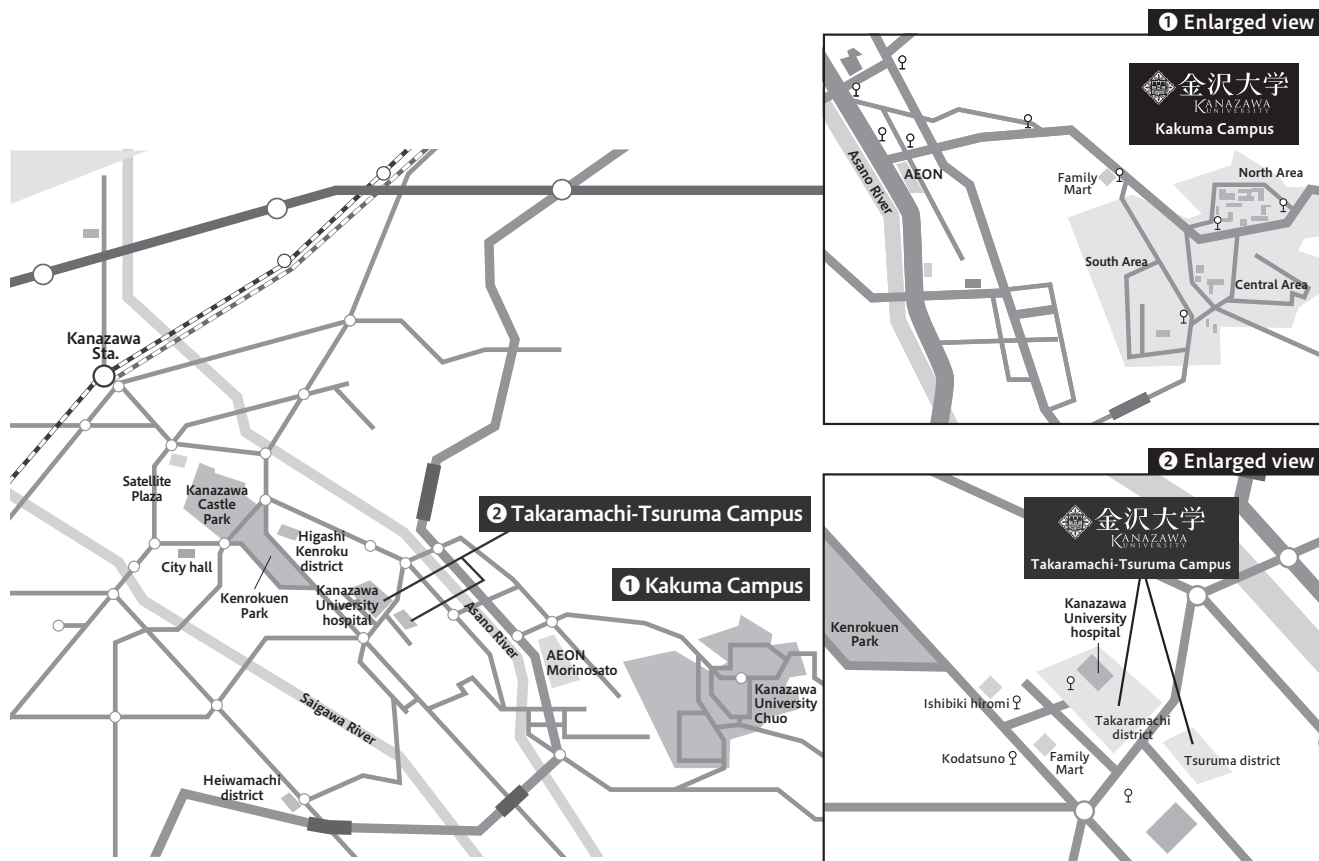 ❶ Enlarged view
金沢大学
KANAZAWA
UNIVERSITY
Kakuma Campus
North Area
Family
Mart
AEON
Asano River
South Area
Central Area
Kanazawa
Sta.
Satellite
Plaza
Kanazawa
Castle
Park
Higashi
Kenroku
district
City hall
Kenrokuen
Park
Kanazawa
University
hospital
❷ Takaramachi-Tsuruma Campus
❶ Kakuma Campus
Asano River
AEON
Morinosato
Kanazawa
University
Chuo
Saigawa River
Heiwamachi
district
❷ Enlarged view
金沢大学
KANAZAWA
UNIVERSITY
Takaramachi-Tsuruma Campus
Kanazawa
University
hospital
Kenrokuen
Park
Ishibiki hiromi
Takaramachi
district
Kodatsuno
Family
Mart
Tsuruma district